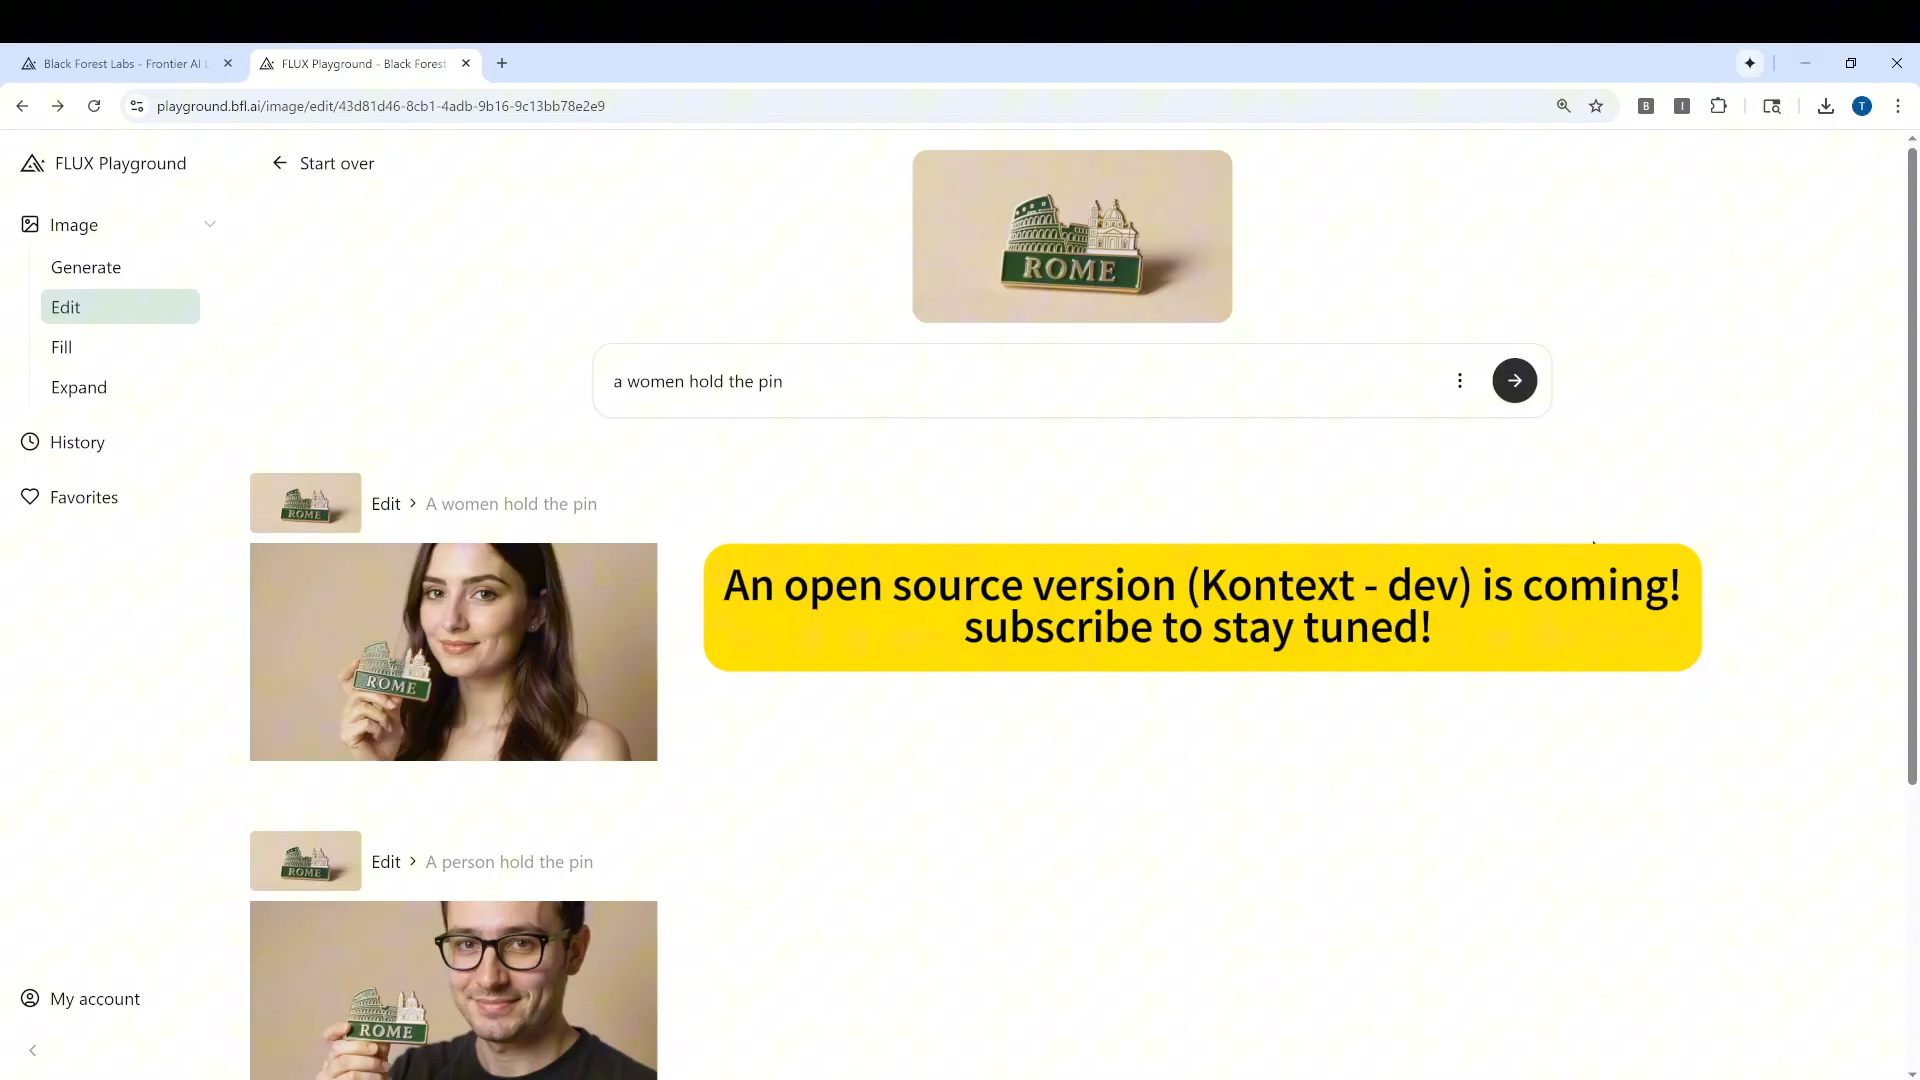 Black Forest Labs - Frontier AI L
FLUX Playground - Black Forest
playground.bfl.ai/image/edit/43d81d46-8cb1-4adb-9b16-9c13bb78e2e9
B
I
T
FLUX Playground
Start over
Image
Generate
Edit
Fill
Expand
History
Favorites
My account
ROME
a women hold the pin
ROME
Edit > A women hold the pin
ROME
An open source version (Kontext - dev) is coming!
subscribe to stay tuned!
ROME
Edit > A person hold the pin
ROME